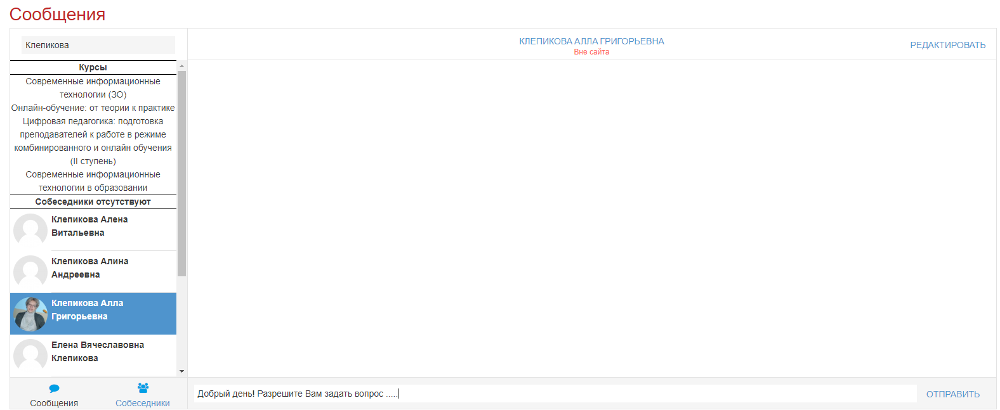 Сообщения
Клепикова
Курсы
Современные информационные
технологии (ЗО)
Онлайн-обучение: от теории к практике
Цифровая педагогика: подготовка
преподавателей к работе в режиме
комбинированного и онлайн обучения
(II ступень)
Современные информационные
технологии в образовании
Собеседники отсутствуют
Клепикова Алена
Витальевна
Клепикова Алина
Андреевна
Клепикова Алла
Григорьевна
Елена Вячеславовна
Клепикова
Сообщения
Собеседники
КЛЕПИКОВА АЛЛА ГРИГОРЬЕВНА
Вне сайта
РЕДАКТИРОВАТЬ
Добрый день! Разрешите Вам задать вопрос .....
ОТПРАВИТЬ